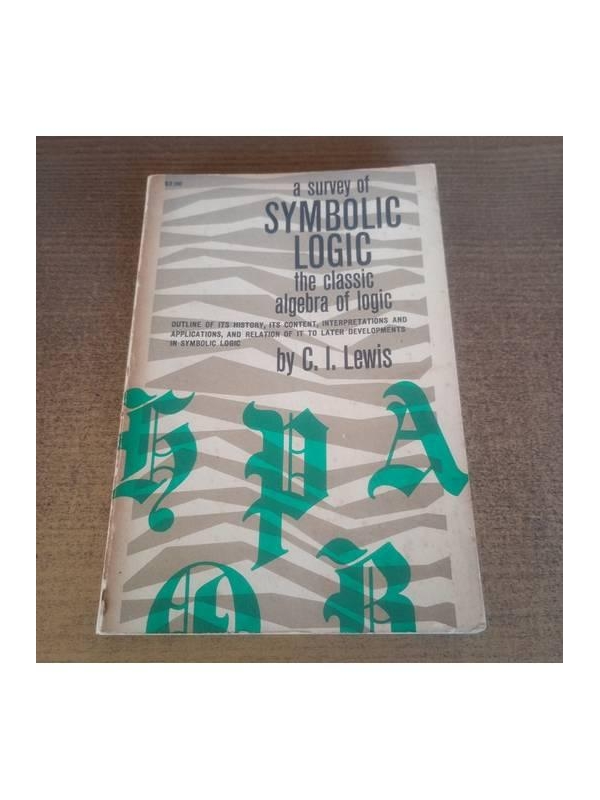 a survey of
SYMBOLIC
LOGIC
the classic
algebra of logic
OUTLINE OF ITS HISTORY, ITS CONTENT, INTERPRETATIONS AND
APPLICATIONS, AND RELATION OF IT TO LATER DEVELOPMENTS
IN SYMBOLIC LOGIC
by C. I. Lewis
H P A
Q B